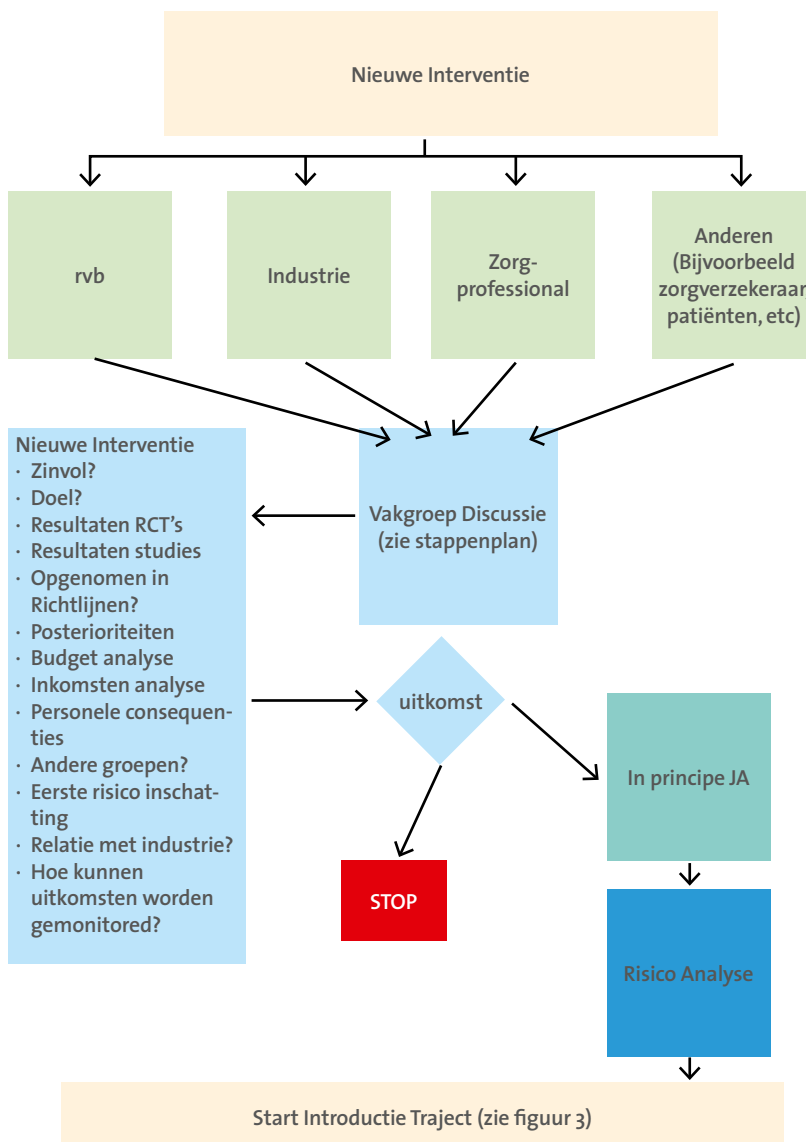 Nieuwe Interventie
rvb
Industrie
Zorg-
professional
Anderen
(Bijvoorbeeld
zorgverzekeraar
patiënten, etc)
Nieuwe Interventie
· Zinvol?
· Doel?
· Resultaten RCT's
· Resultaten studies
· Opgenomen in
Richtlijnen?
· Posterioriteiten
· Budget analyse
· Inkomsten analyse
· Personele consequen-
ties
· Andere groepen?
· Eerste risico inschat-
ting
· Relatie met industrie?
· Hoe kunnen
uitkomsten worden
gemonitored?
Vakgroep Discussie
(zie stappenplan)
uitkomst
In principe JA
STOP
Risico Analyse
Start Introductie Traject (zie figuur 3)